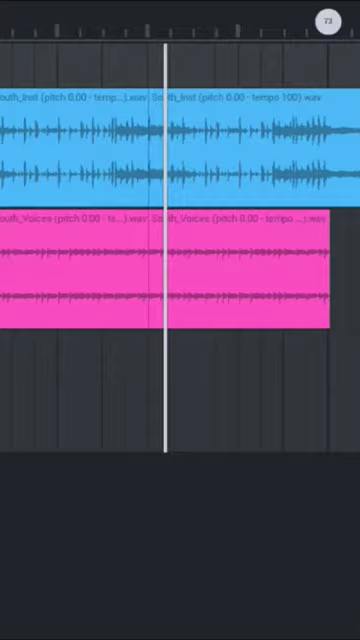 73
outh_Inst (pitch 0.00 - temp...).wav South_Inst (pitch 0.00 - tempo 100).wav
outh_Voices (pitch 0.00 - te...).wav South_Voices (pitch 0.00 - tempo ...).wav